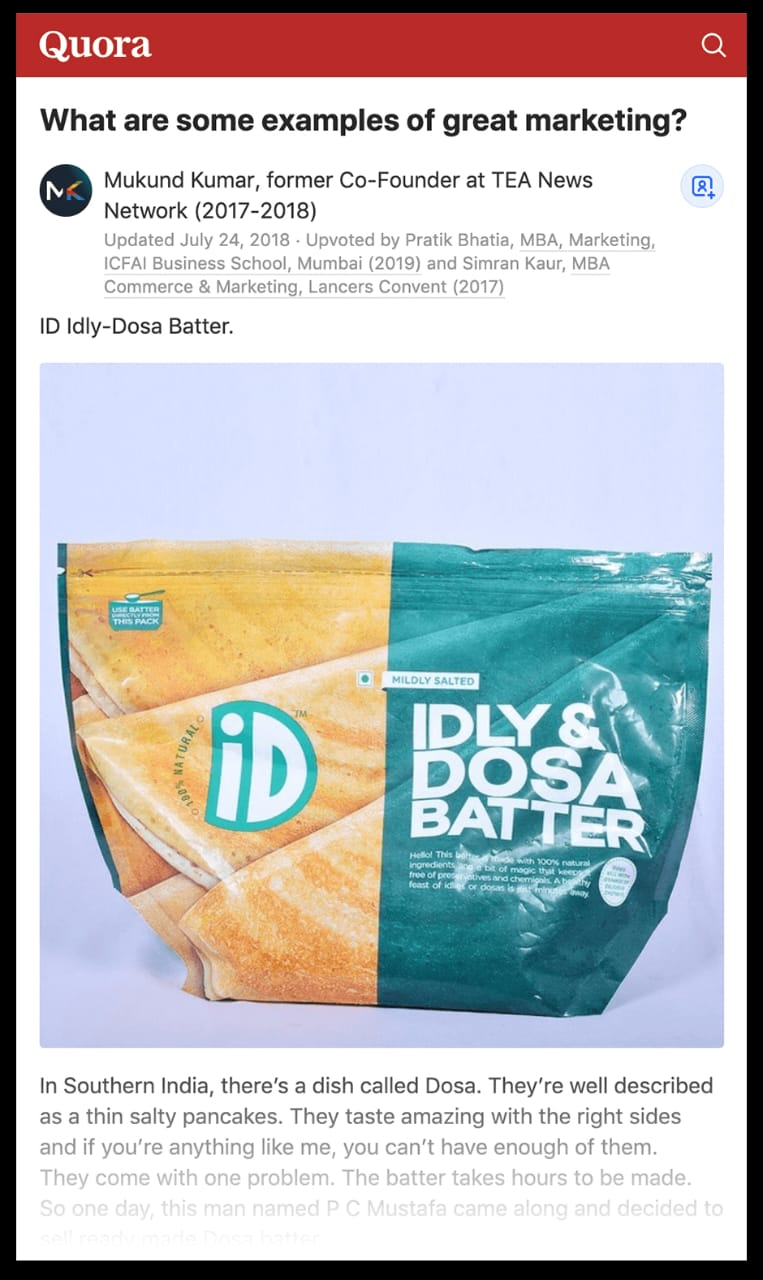 Quora
What are some examples of great marketing?
MK
Mukund Kumar, former Co-Founder at TEA News
Network (2017-2018)
Updated July 24, 2018 · Upvoted by Pratik Bhatia, MBA, Marketing,
ICFAI Business School, Mumbai (2019) and Simran Kaur, MBA
Commerce & Marketing, Lancers Convent (2017)
ID Idly-Dosa Batter.
USE BATTER
DIRECTLY FROM
THIS PACK
MILDLY SALTED
100% NATURAL
iD
TM
IDLY &
DOSA
BATTER
Hello! This batter is made with 100% natural
ingredients and a bit of magic that keeps it
free of preservatives and chemicals. A healthy
feast of idlies or dosas is just minutes away.
In Southern India, there's a dish called Dosa. They're well described
as a thin salty pancakes. They taste amazing with the right sides
and if you're anything like me, you can't have enough of them.
They come with one problem. The batter takes hours to be made.
So one day, this man named P C Mustafa came along and decided to
sell ready made Dosa batter